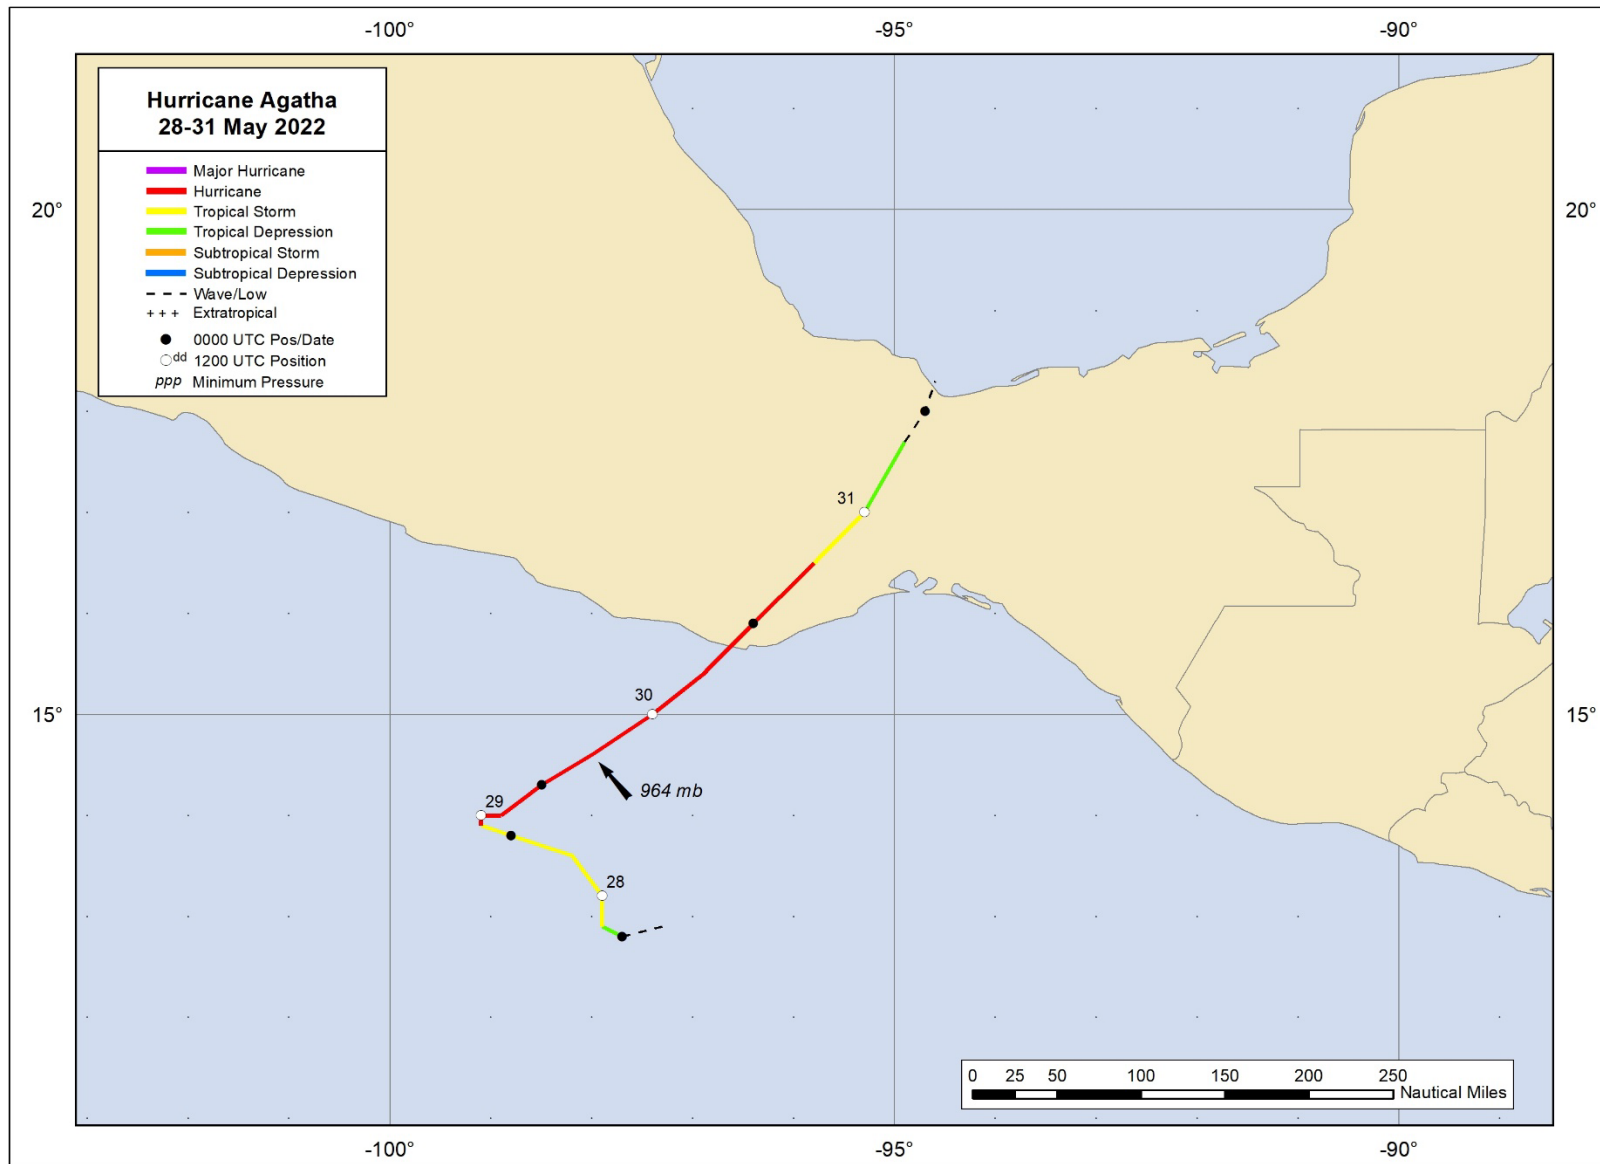 -100° -95° -90°
Hurricane Agatha
28-31 May 2022
Major Hurricane
Hurricane
Tropical Storm
Tropical Depression
Subtropical Storm
Subtropical Depression
Wave/Low
+++ Extratropical
0000 UTC Pos/Date
dd 1200 UTC Position
ppp Minimum Pressure
20° 20°
31
30
15° 15°
964 mb
29
28
0 25 50 100 150 200 250
Nautical Miles
-100° -95° -90°